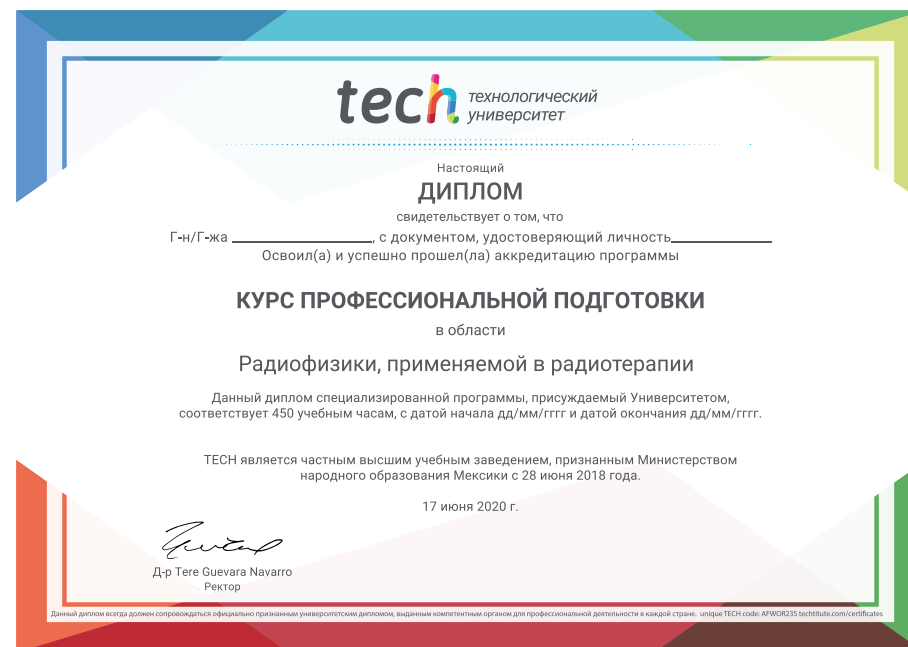 tech технологический
университет
Настоящий
ДИПЛОМ
свидетельствует о том, что
Г-н/Г-жа ____________________, с документом, удостоверяющий личность______________
Освоил(а) и успешно прошел(ла) аккредитацию программы
КУРС ПРОФЕССИОНАЛЬНОЙ ПОДГОТОВКИ
в области
Радиофизики, применяемой в радиотерапии
Данный диплом специализированной программы, присуждаемый Университетом,
соответствует 450 учебным часам, с датой начала дд/мм/гггг и датой окончания дд/мм/гггг.
ТЕСН является частным высшим учебным заведением, признанным Министерством
народного образования Мексики с 28 июня 2018 года.
17 июня 2020 г.
Д-р Tere Guevara Navarro
Ректор
Данный диплом всегда должен сопровождаться официально признанным университетским дипломом, выданным компетентным органом для профессиональной деятельности в каждой стране. unique TECH code: AFWOR23S techtitute.com/certificates